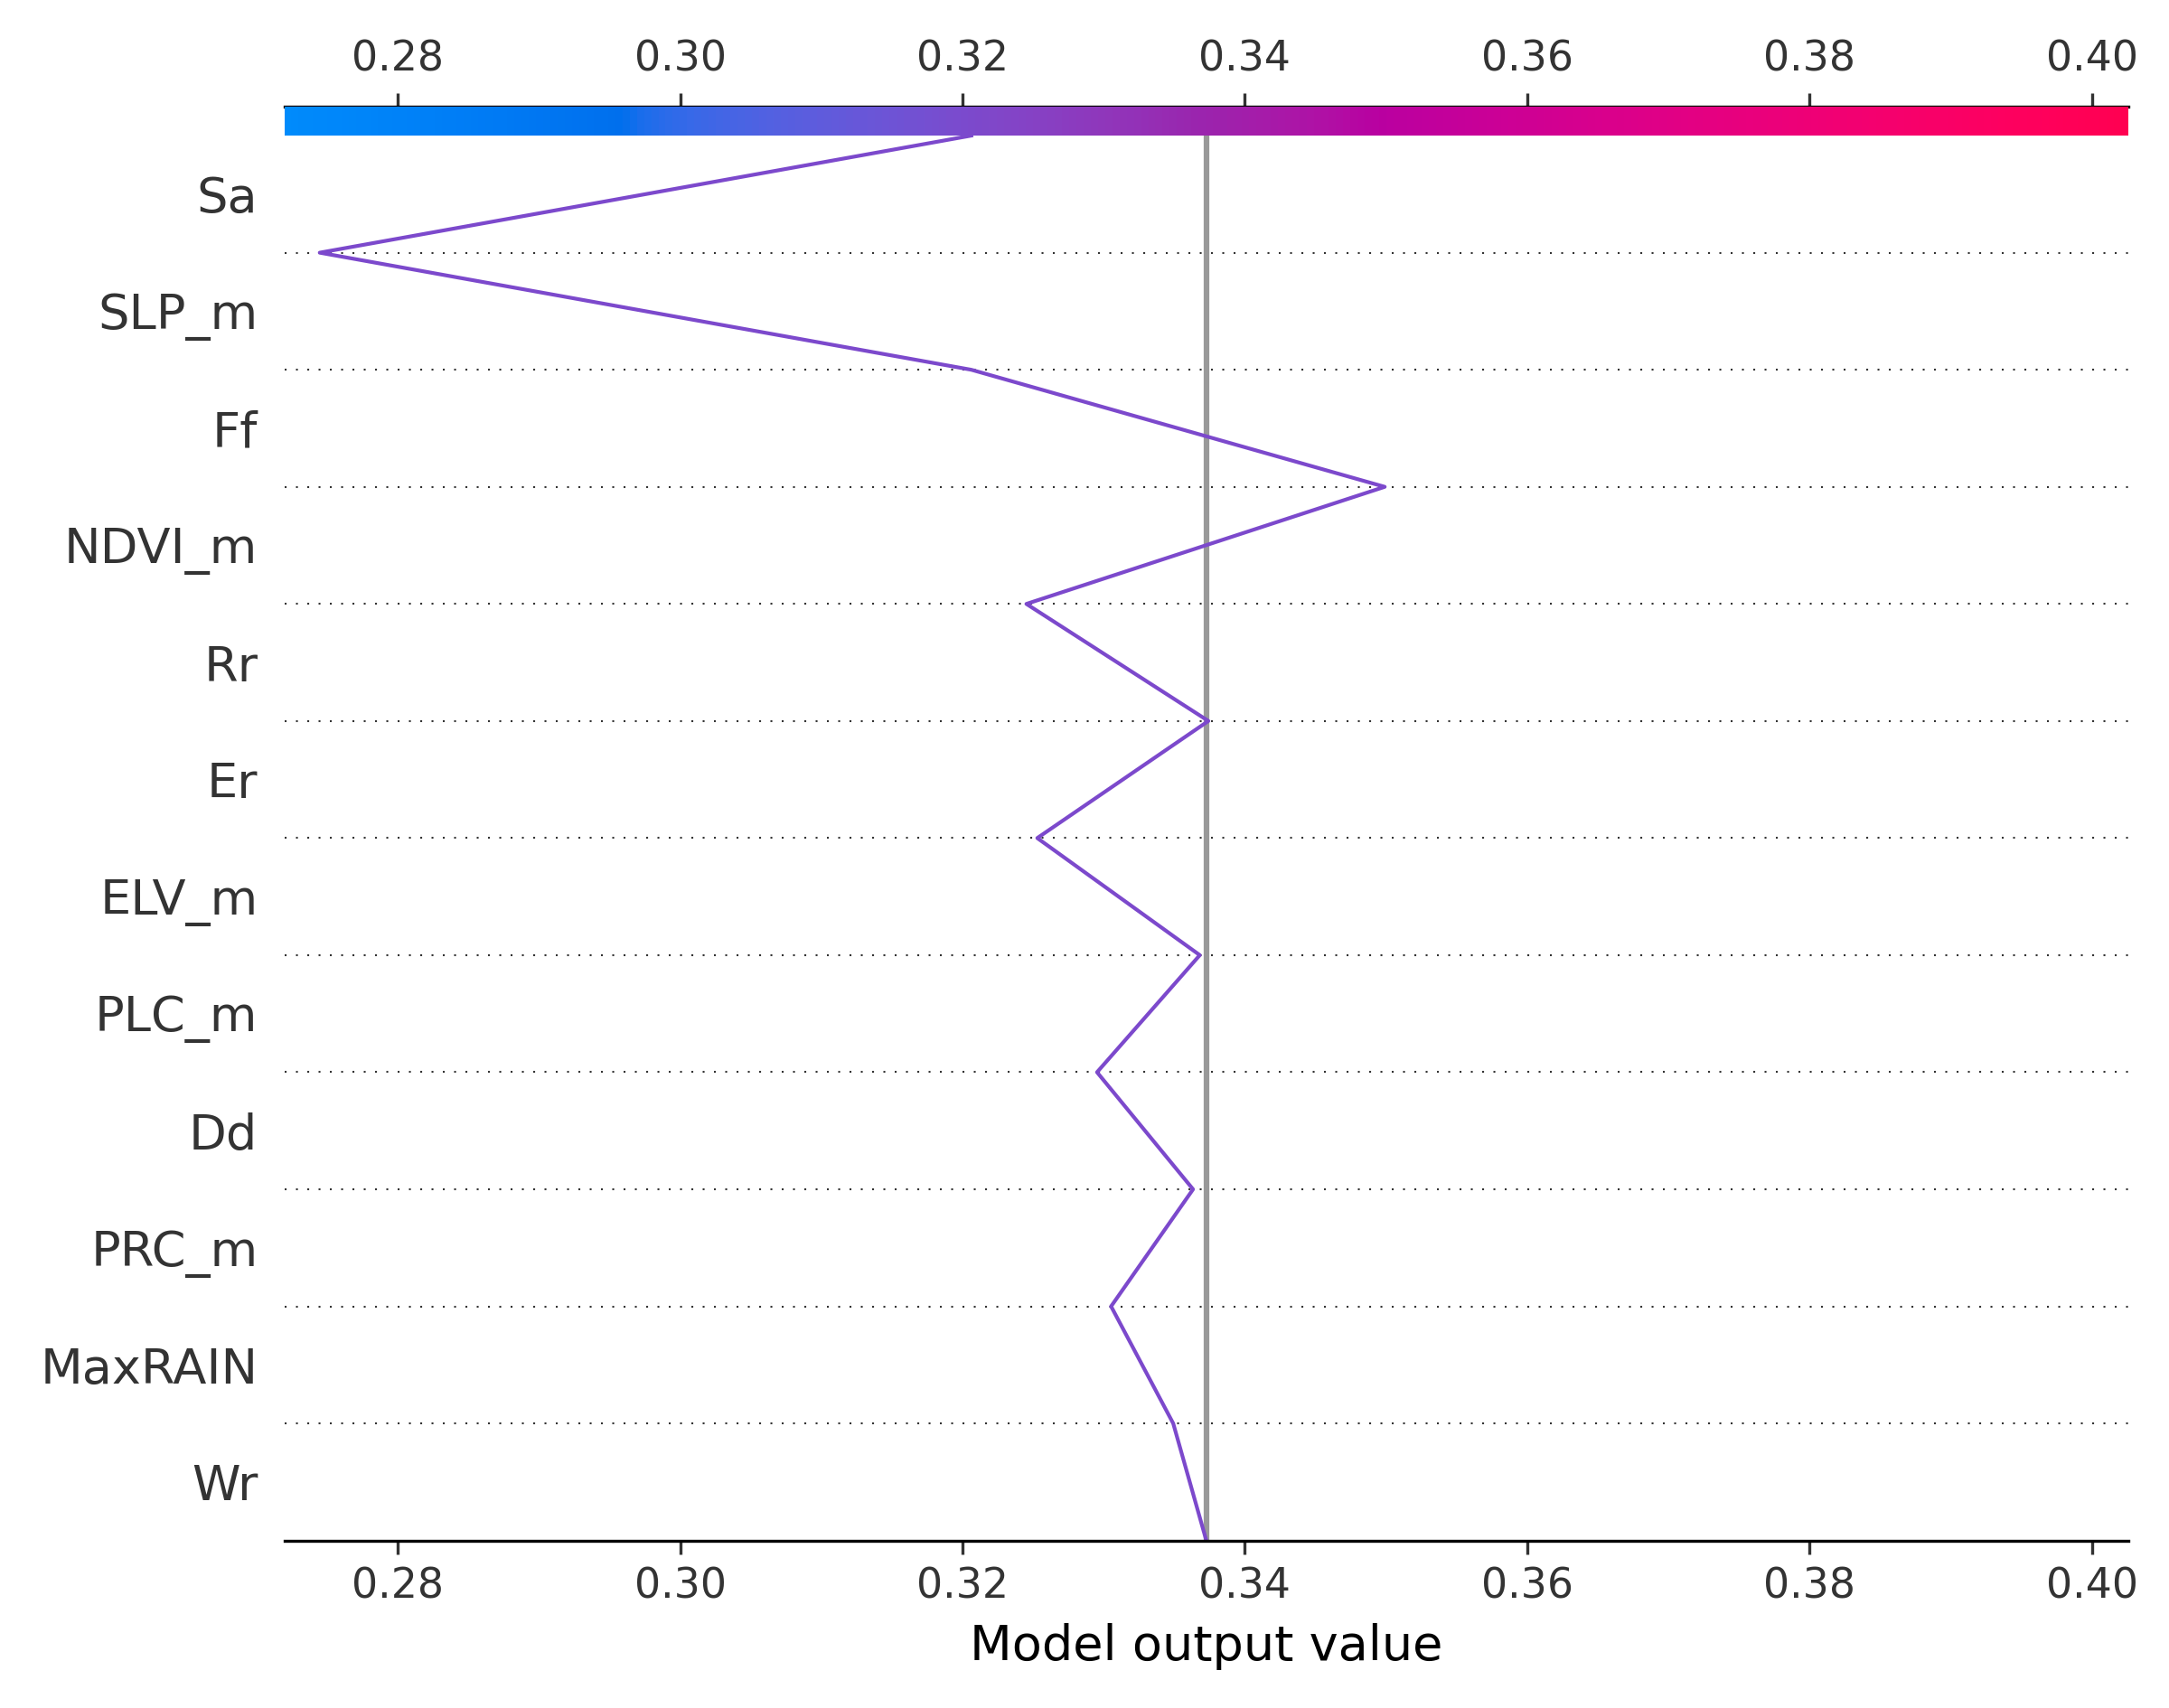 0.28 0.30 0.32 0.34 0.36 0.38 0.40
Sa
SLP_m
Ff
NDVI_m
Rr
Er
ELV_m
PLC_m
Dd
PRC_m
MaxRAIN
Wr
0.28 0.30 0.32 0.34 0.36 0.38 0.40
Model output value